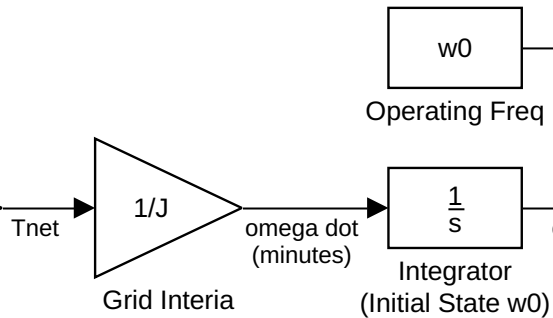 w0
Operating Freq
1/J
1
s
Tnet
omega dot
(minutes)
Grid Interia
Integrator
(Initial State w0)